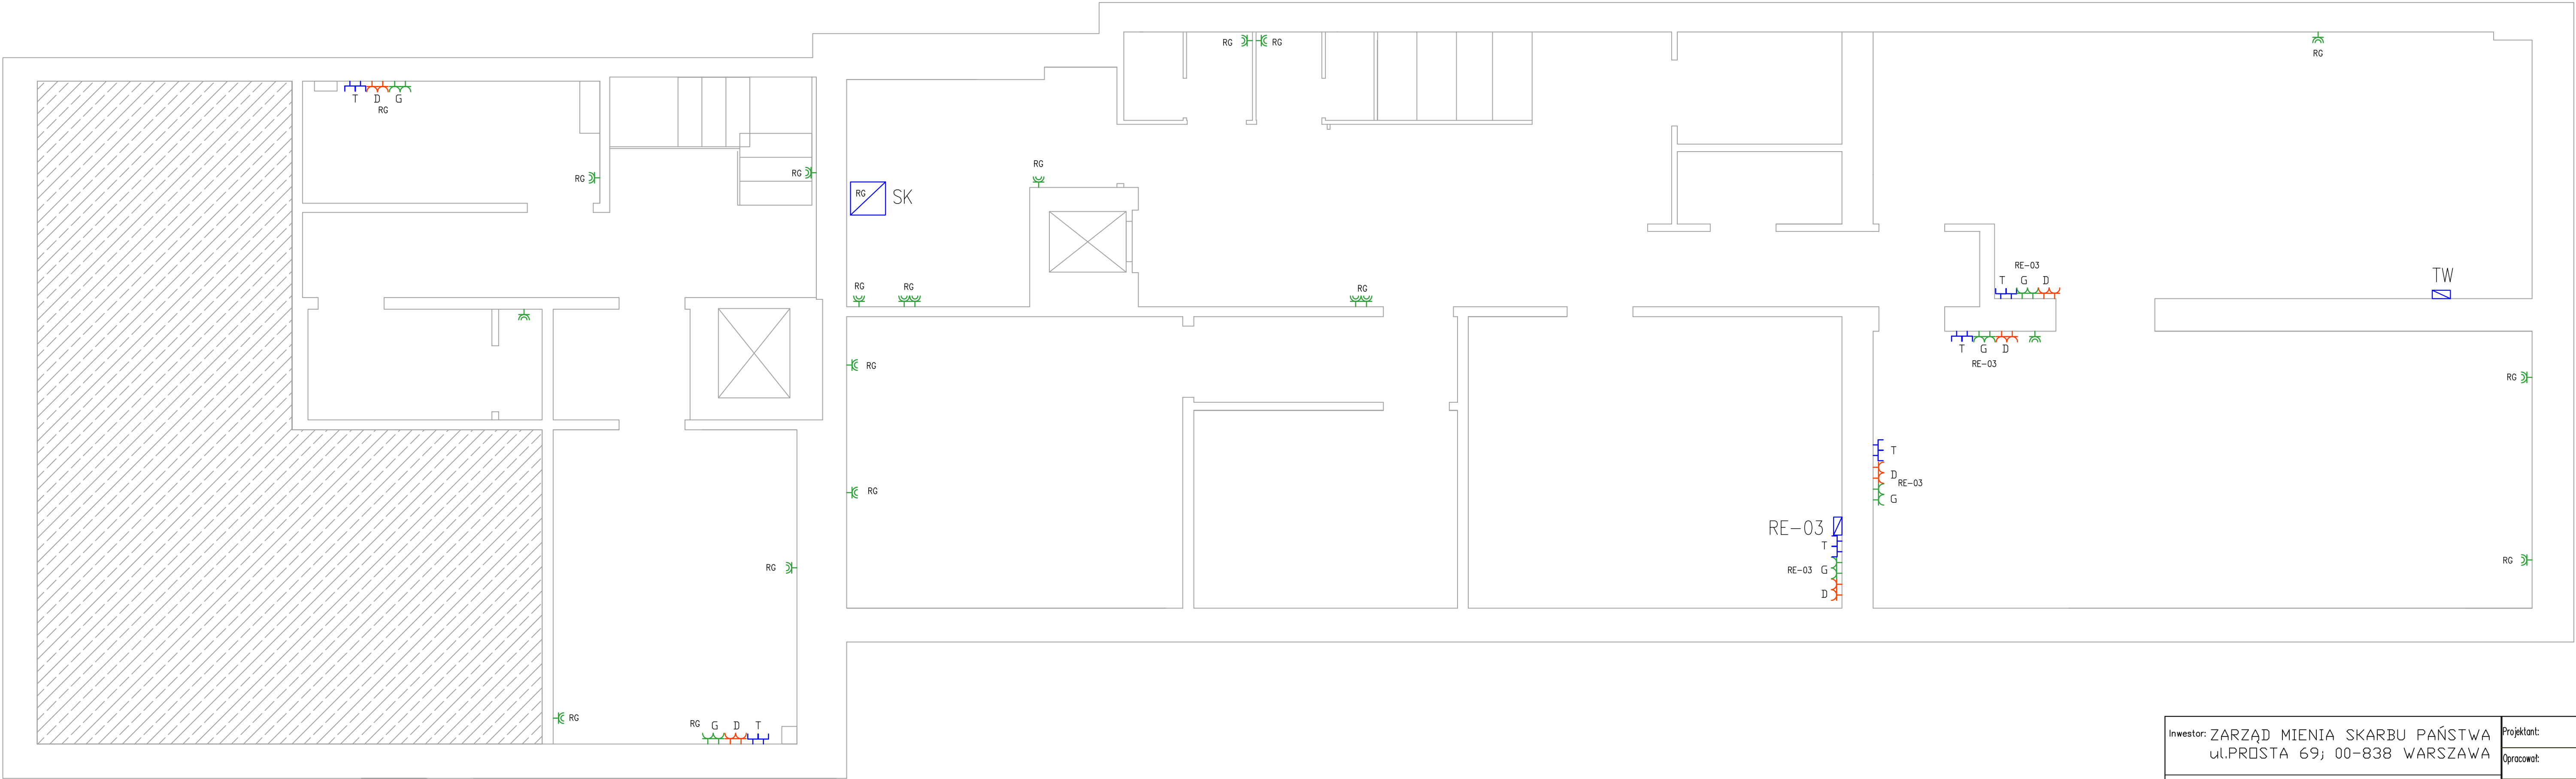 RG
RG
RG
T D G
RG
RG
RG
RG
RG
SK
TW
RE-03
T G D
RG
RG
RG
T G D
RE-03
RG
RG
T
D
RE-03
G
RG
RE-03
T
RE-03 G
D
RG
RG
RG
RG G D T
Inwestor: ZARZĄD MIENIA SKARBU PAŃSTWA
ul.PROSTA 69; 00-838 WARSZAWA
Projektant:
Opracował: